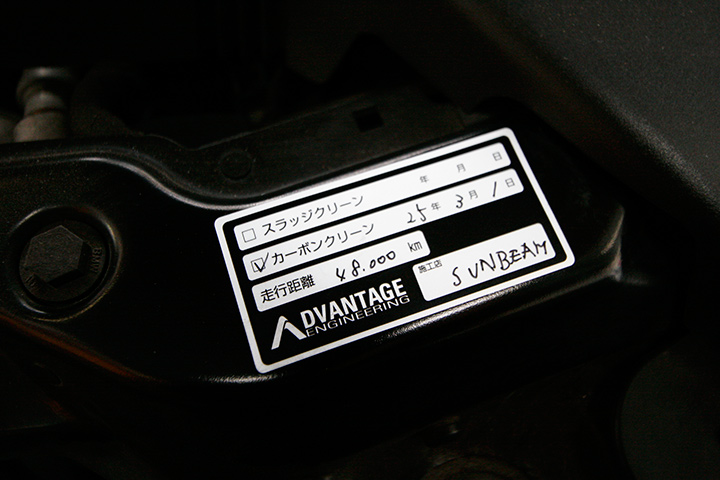 □ スラッジクリーン 年 月 日
☑ カーボンクリーン 25年 3月 1日
走行距離 48.000 km
施工店 SUNBEAM
ADVANTAGE
ENGINEERING